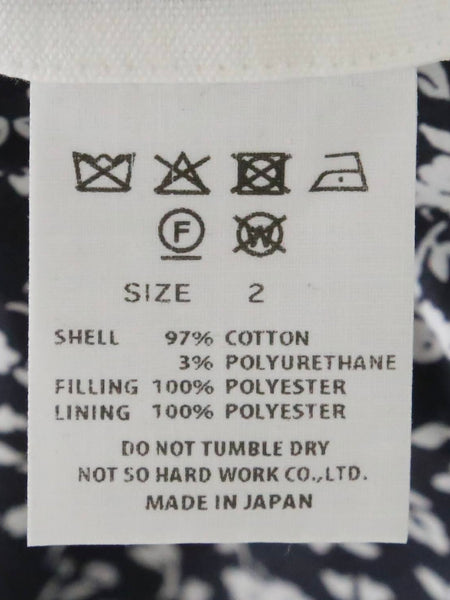 F W
SIZE 2
SHELL 97% COTTON
3% POLYURETHANE
FILLING 100% POLYESTER
LINING 100% POLYESTER
DO NOT TUMBLE DRY
NOT SO HARD WORK CO.,LTD.
MADE IN JAPAN